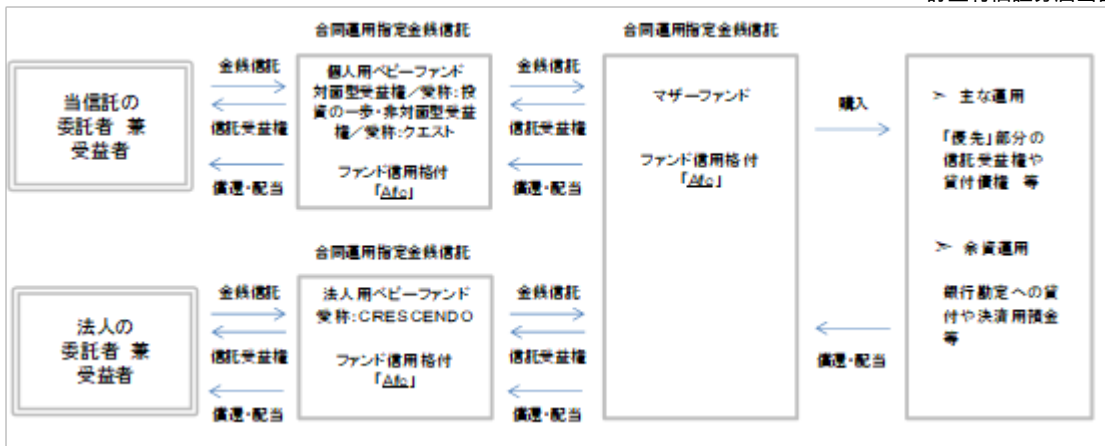 合同運用指定金銭信託
合同運用指定金銭信託
当信託の
委託者 兼
受益者
金銭信託
信託受益権
償還・配当
個人用ベビーファンド
対面型受益権/愛称:投
資の一歩・非対面型受益
権/愛称:クエスト
ファンド信用格付
「Afc」
金銭信託
信託受益権
償還・配当
マザーファンド
ファンド信用格付
「Afc」
購入
➢ 主な運用
「優先」部分の
信託受益権や
貸付債権 等
合同運用指定金銭信託
法人の
委託者 兼
受益者
金銭信託
信託受益権
償還・配当
法人用ベビーファンド
愛称:CRESCENDO
ファンド信用格付
「Afc」
金銭信託
信託受益権
償還・配当
償還・配当
➢ 余資運用
銀行勘定への貸
付や決済用預金
等